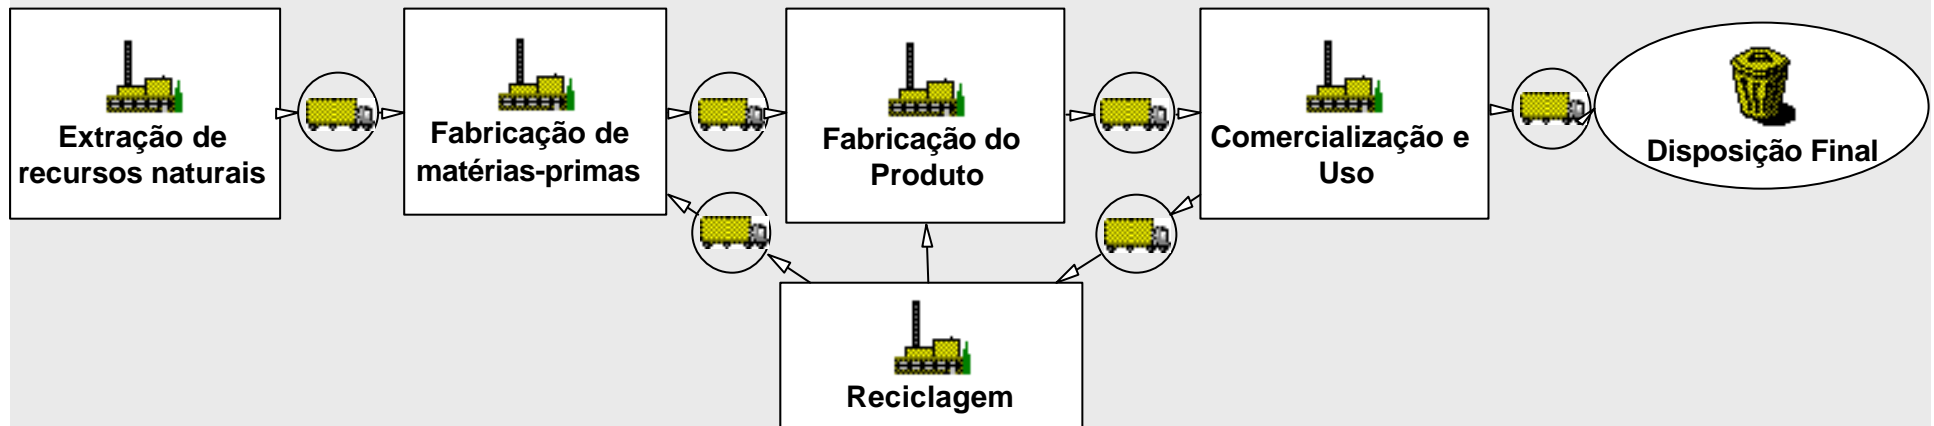 Extração de
recursos naturais
Fabricação de
matérias-primas
Fabricação do
Produto
Comercialização e
Uso
Disposição Final
Reciclagem